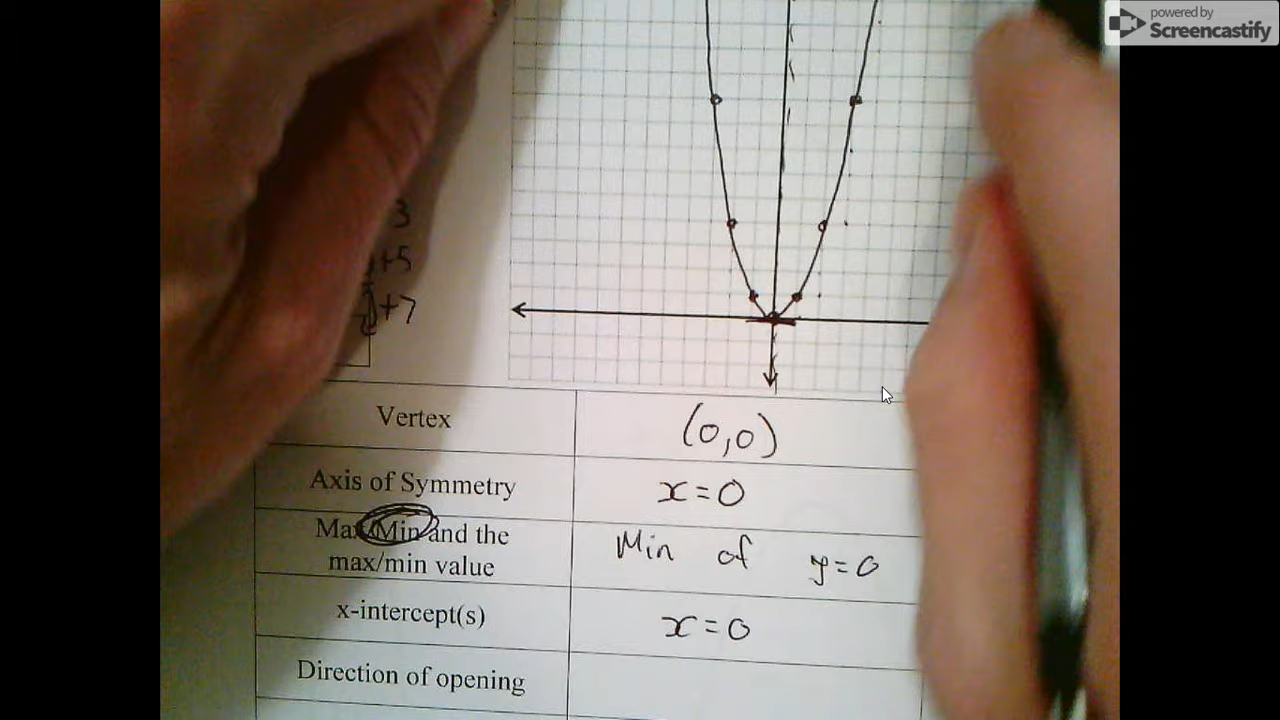 powered by
Screencastify
3
+5
+7
Vertex
(0,0)
Axis of Symmetry
x=0
Max/Min and the
max/min value
Min of y=0
x-intercept(s)
x=0
Direction of opening